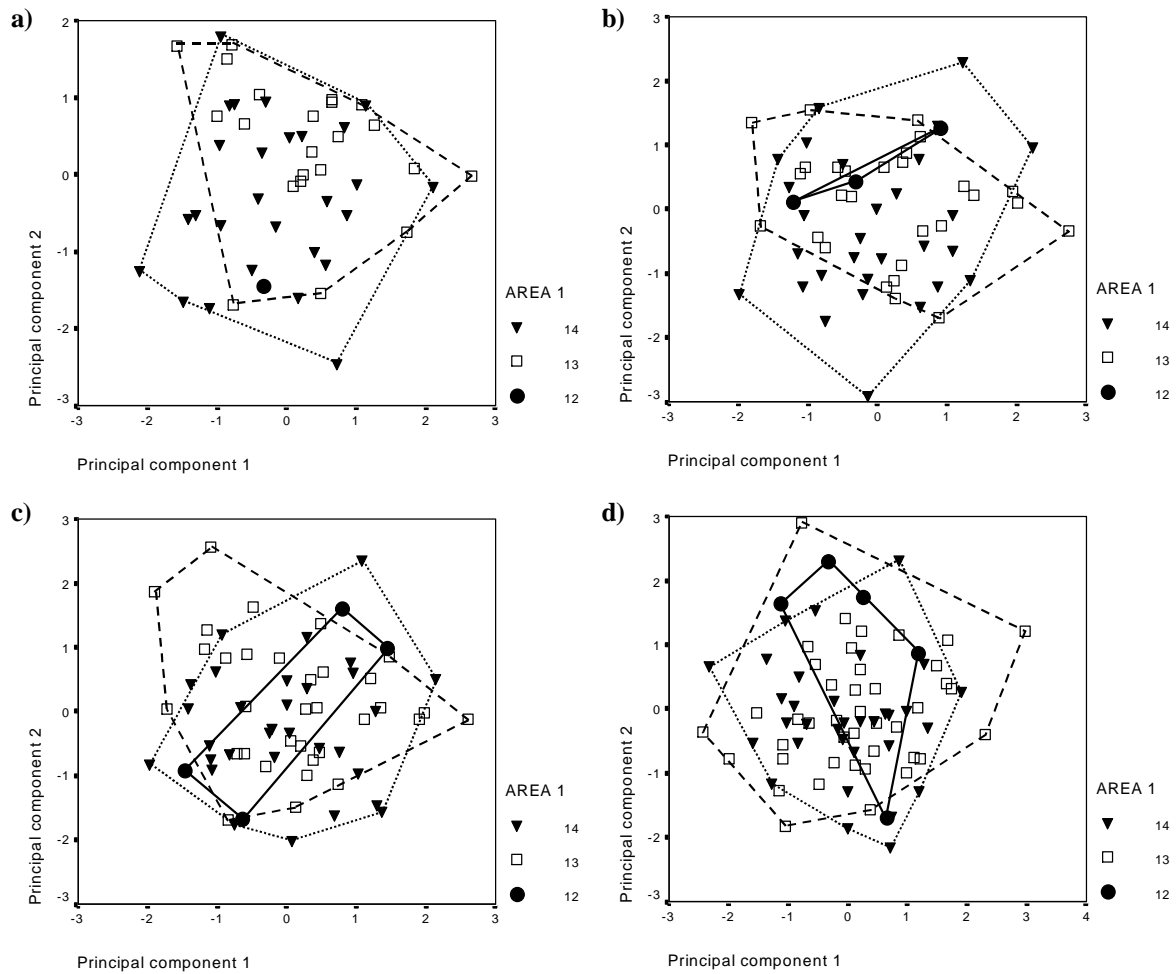 a)
2
1
0
-1
-2
-3
Principal component 2
-3 -2 -1 0 1 2 3
Principal component 1
AREA 1
14
13
12
b)
3
2
1
0
-1
-2
-3
Principal component 2
-3 -2 -1 0 1 2 3
Principal component 1
AREA 1
14
13
12
c)
3
2
1
0
-1
-2
-3
Principal component 2
-3 -2 -1 0 1 2 3
Principal component 1
AREA 1
14
13
12
d)
3
2
1
0
-1
-2
-3
Principal component 2
-3 -2 -1 0 1 2 3 4
Principal component 1
AREA 1
14
13
12